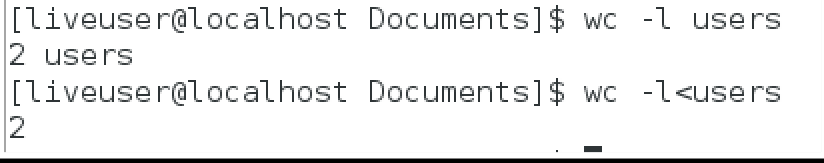 [liveuser@localhost Documents]$ wc -l users
2 users
[liveuser@localhost Documents]$ wc -l<users
2